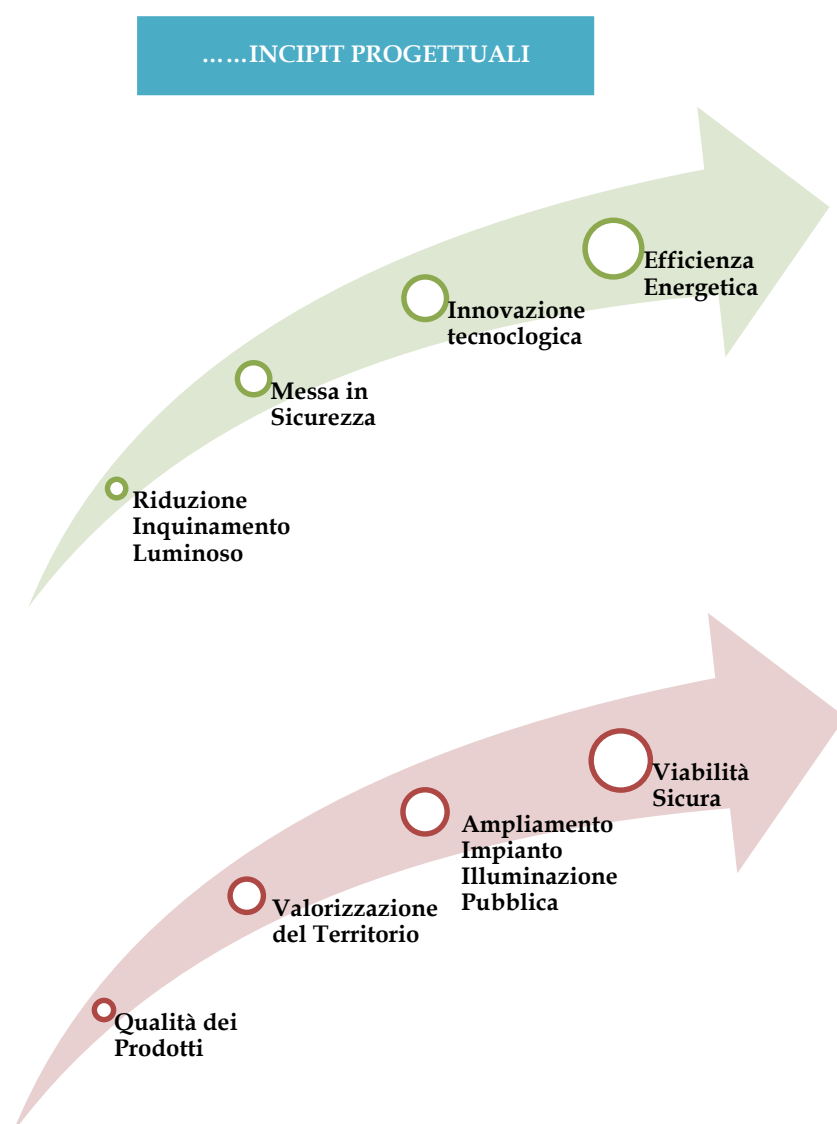 ……INCIPIT PROGETTUALI
Efficienza
Energetica
Innovazione
tecnoclogica
Messa in
Sicurezza
Riduzione
Inquinamento
Luminoso
Viabilità
Sicura
Ampliamento
Impianto
Illuminazione
Pubblica
Valorizzazione
del Territorio
Qualità dei
Prodotti